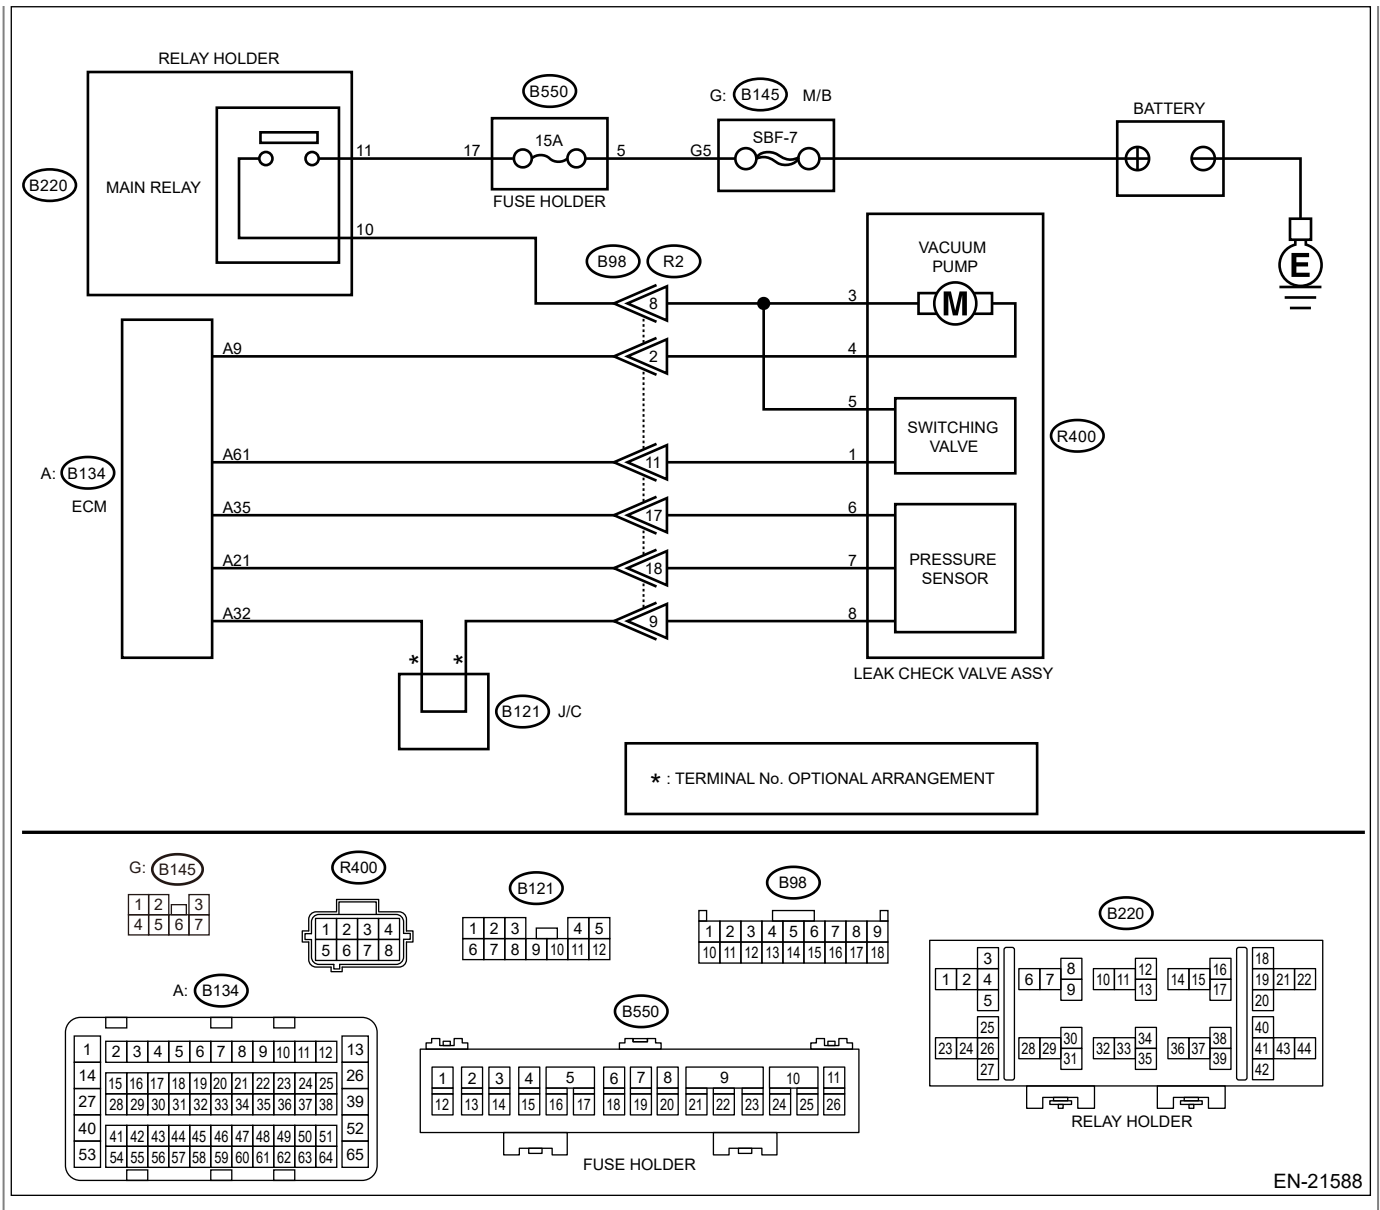 RELAY HOLDER
B550
G: B145 M/B
BATTERY
15A
SBF-7
11 17 5 G5
B220
MAIN RELAY
FUSE HOLDER
10
B98 R2
VACUUM PUMP
M
E
8 3
A9 2 4
5
SWITCHING VALVE
R400
A61 11 1
A: B134
ECM
A35 17 6
PRESSURE SENSOR
A21 18 7
A32 9 8
* *
LEAK CHECK VALVE ASSY
B121 J/C
* : TERMINAL No. OPTIONAL ARRANGEMENT
G: B145
1 2 3
4 5 6 7
R400
1 2 3 4
5 6 7 8
B121
1 2 3 4 5
6 7 8 9 10 11 12
B98
1 2 3 4 5 6 7 8 9
10 11 12 13 14 15 16 17 18
B220
3 18
1 2 4 6 7 8 9 10 11 12 13 14 15 16 17 19 21 22
5 20
25 40
23 24 26 28 29 30 31 32 33 34 35 36 37 38 39 41 43 44
27 42
RELAY HOLDER
A: B134
1 2 3 4 5 6 7 8 9 10 11 12 13
14 15 16 17 18 19 20 21 22 23 24 25 26
27 28 29 30 31 32 33 34 35 36 37 38 39
40 41 42 43 44 45 46 47 48 49 50 51 52
53 54 55 56 57 58 59 60 61 62 63 64 65
B550
1 2 3 4 5 6 7 8 9 10 11
12 13 14 15 16 17 18 19 20 21 22 23 24 25 26
FUSE HOLDER
EN-21588